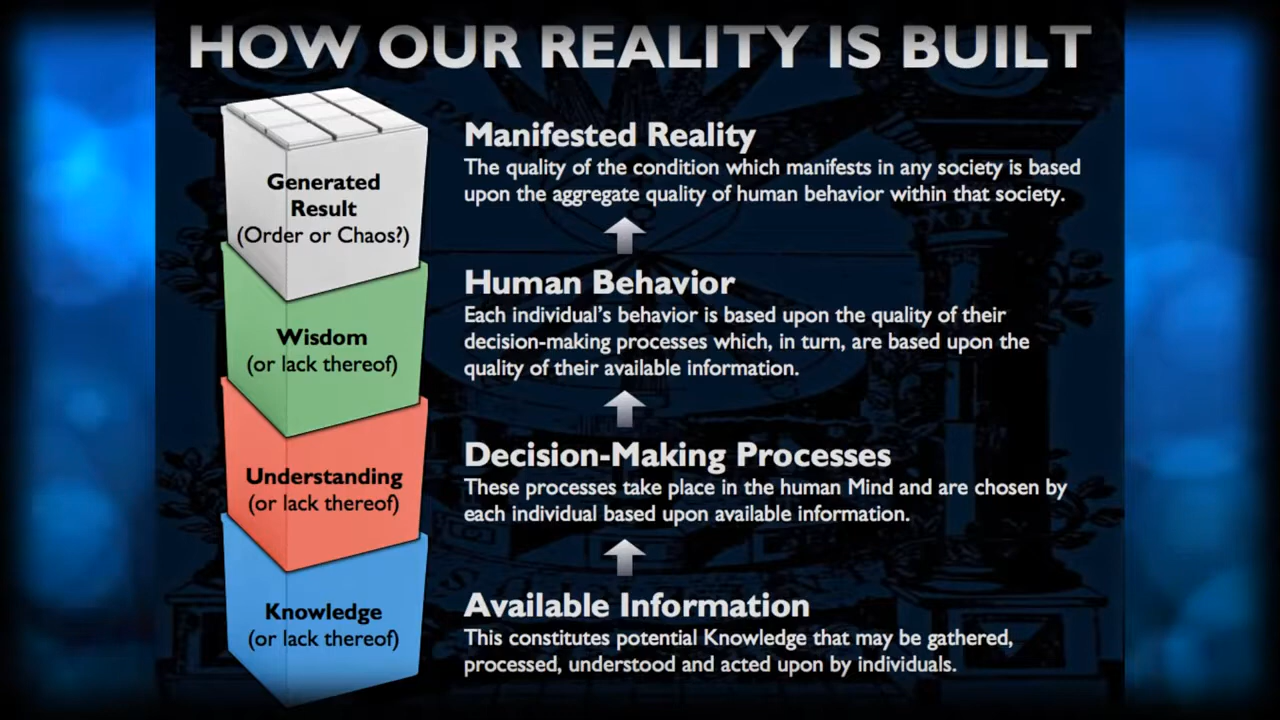 HOW OUR REALITY IS BUILT
Generated
Result
(Order or Chaos?)
Manifested Reality
The quality of the condition which manifests in any society is based
upon the aggregate quality of human behavior within that society.
Wisdom
(or lack thereof)
Human Behavior
Each individual's behavior is based upon the quality of their
decision-making processes which, in turn, are based upon the
quality of their available information.
Understanding
(or lack thereof)
Decision-Making Processes
These processes take place in the human Mind and are chosen by
each individual based upon available information.
Knowledge
(or lack thereof)
Available Information
This constitutes potential Knowledge that may be gathered,
processed, understood and acted upon by individuals.